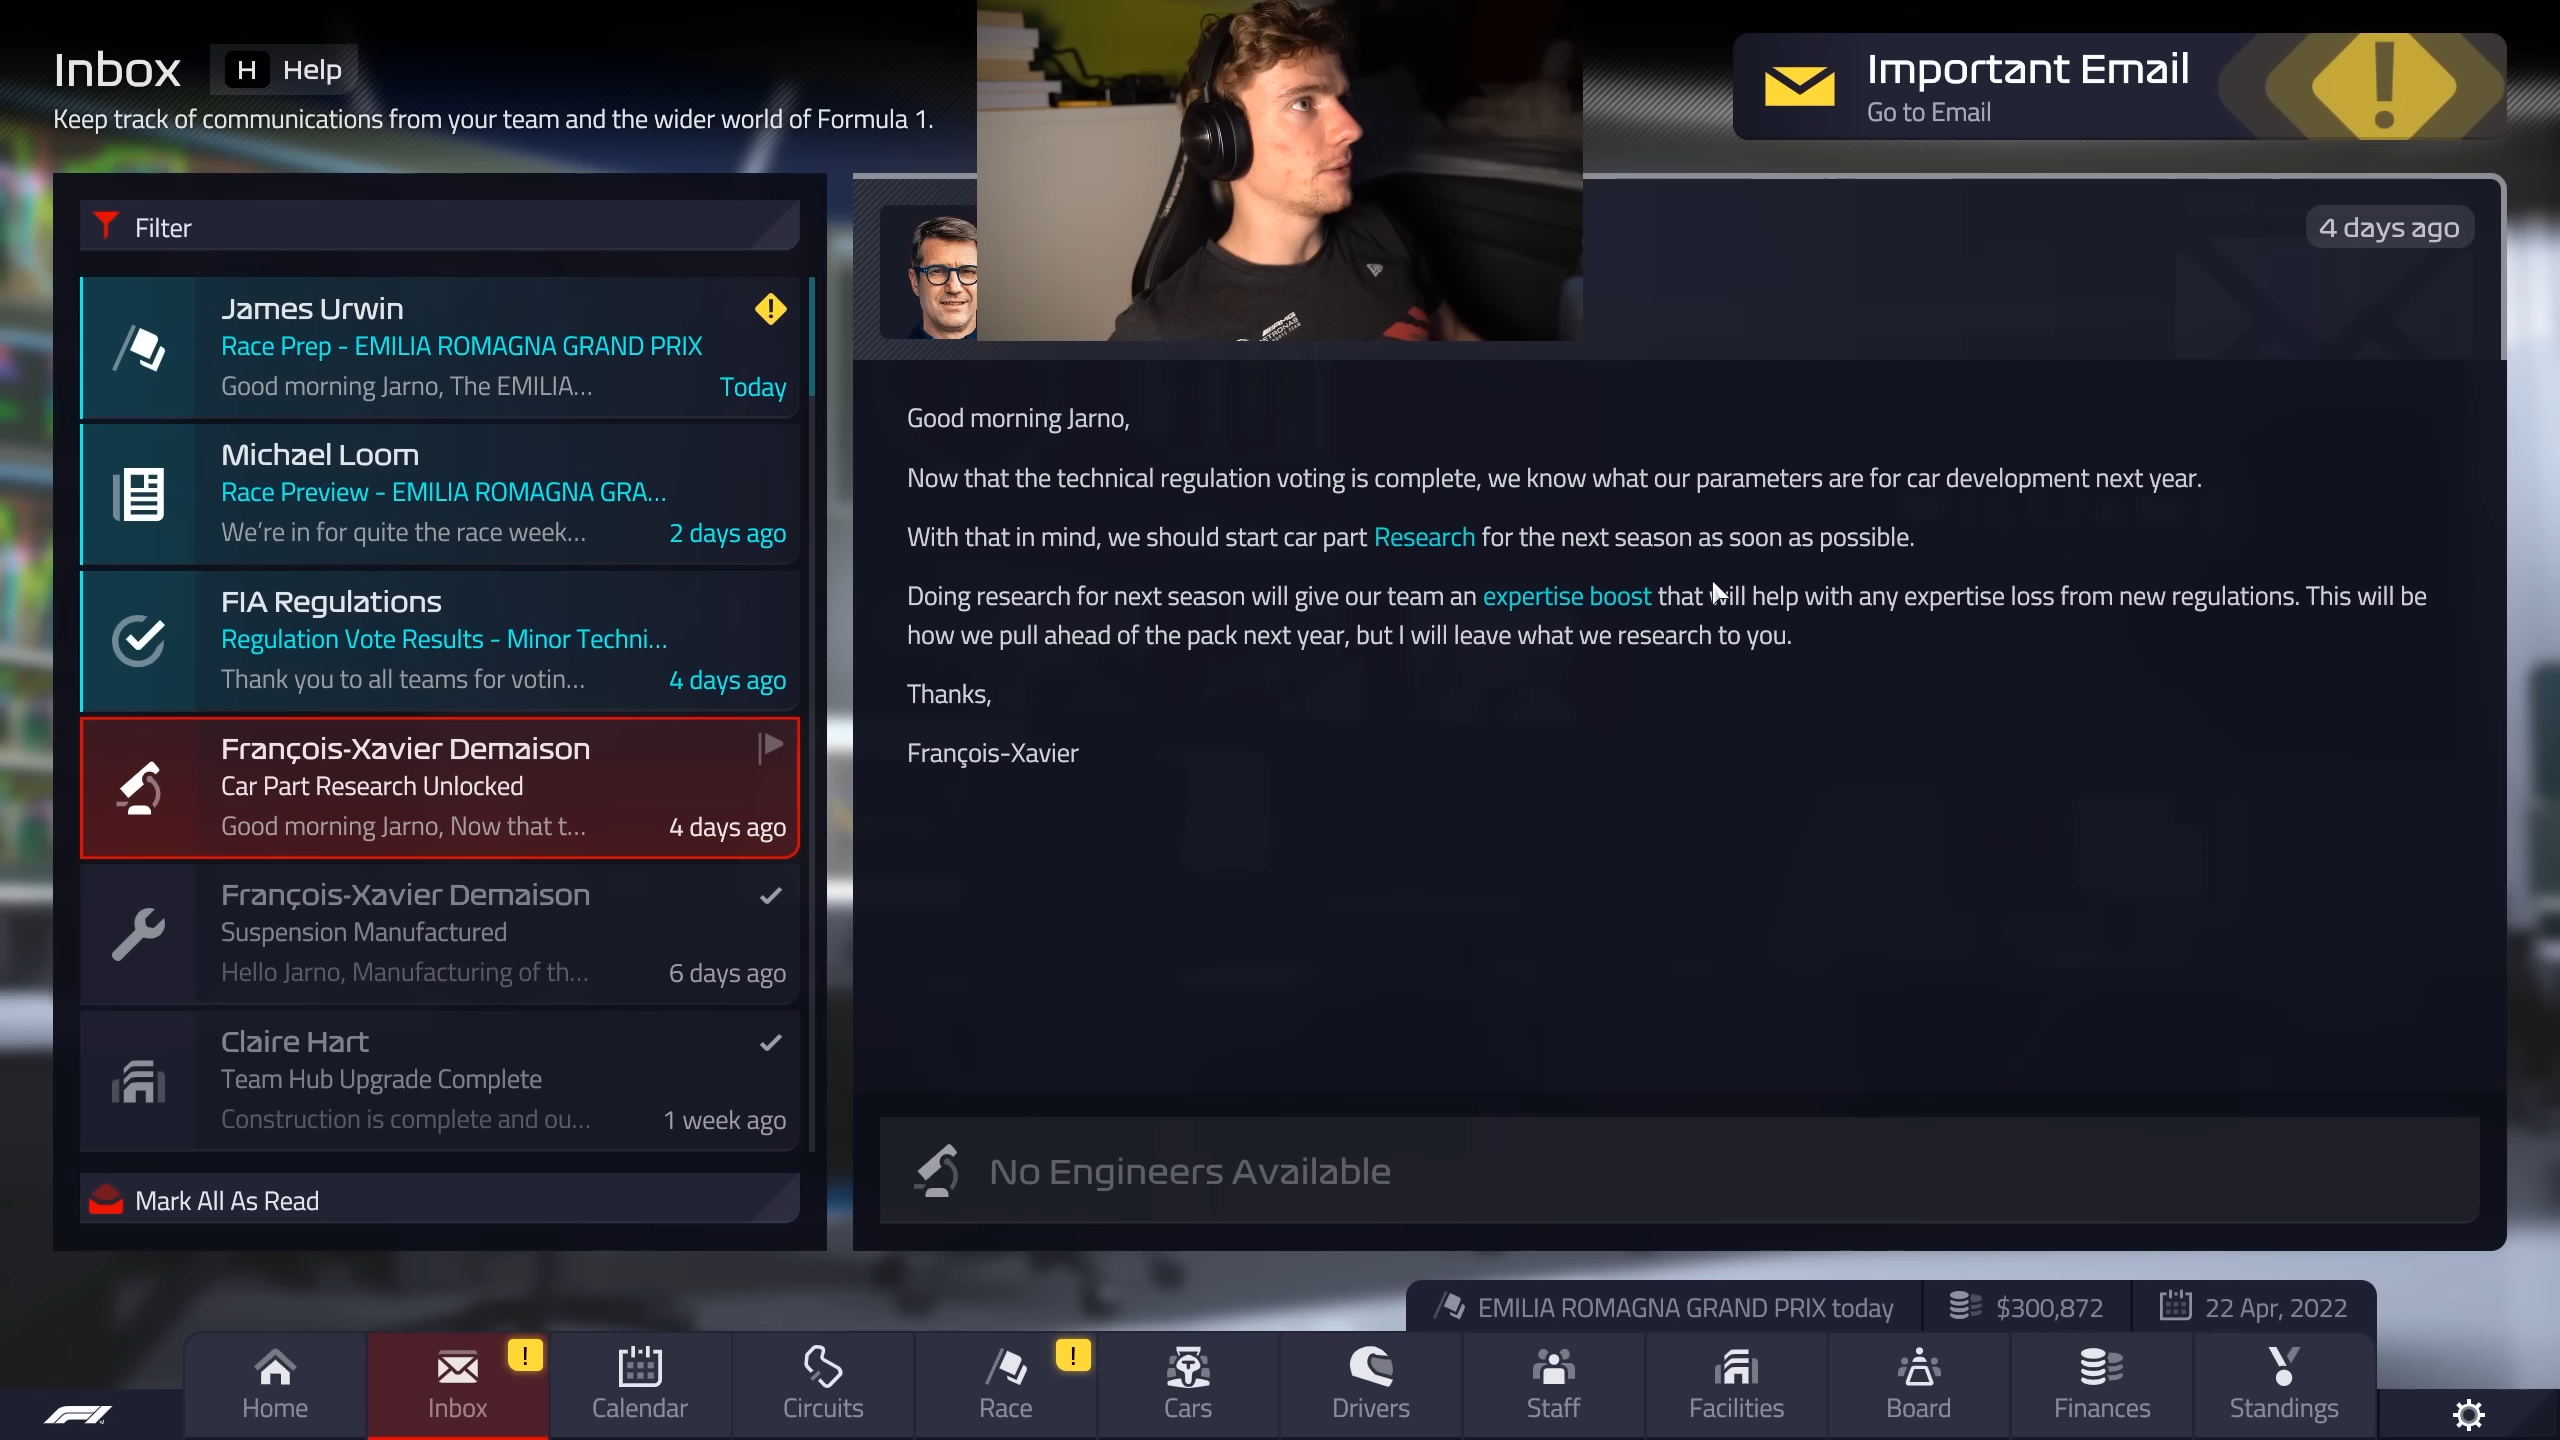 Inbox
H Help
Keep track of communications from your team and the wider world of Formula 1.
Important Email
Go to Email
Filter
James Urwin
Race Prep - EMILIA ROMAGNA GRAND PRIX
Good morning Jarno, The EMILIA...
Today
Michael Loom
Race Preview - EMILIA ROMAGNA GRA...
We're in for quite the race week...
2 days ago
FIA Regulations
Regulation Vote Results - Minor Techni...
Thank you to all teams for votin...
4 days ago
François-Xavier Demaison
Car Part Research Unlocked
Good morning Jarno, Now that t...
4 days ago
François-Xavier Demaison
Suspension Manufactured
Hello Jarno, Manufacturing of th...
6 days ago
Claire Hart
Team Hub Upgrade Complete
Construction is complete and ou...
1 week ago
Mark All As Read
4 days ago
Good morning Jarno,
Now that the technical regulation voting is complete, we know what our parameters are for car development next year.
With that in mind, we should start car part Research for the next season as soon as possible.
Doing research for next season will give our team an expertise boost that will help with any expertise loss from new regulations. This will be
how we pull ahead of the pack next year, but I will leave what we research to you.
Thanks,
François-Xavier
No Engineers Available
EMILIA ROMAGNA GRAND PRIX today
$300,872
22 Apr, 2022
Home
Inbox
Calendar
Circuits
Race
Cars
Drivers
Staff
Facilities
Board
Finances
Standings